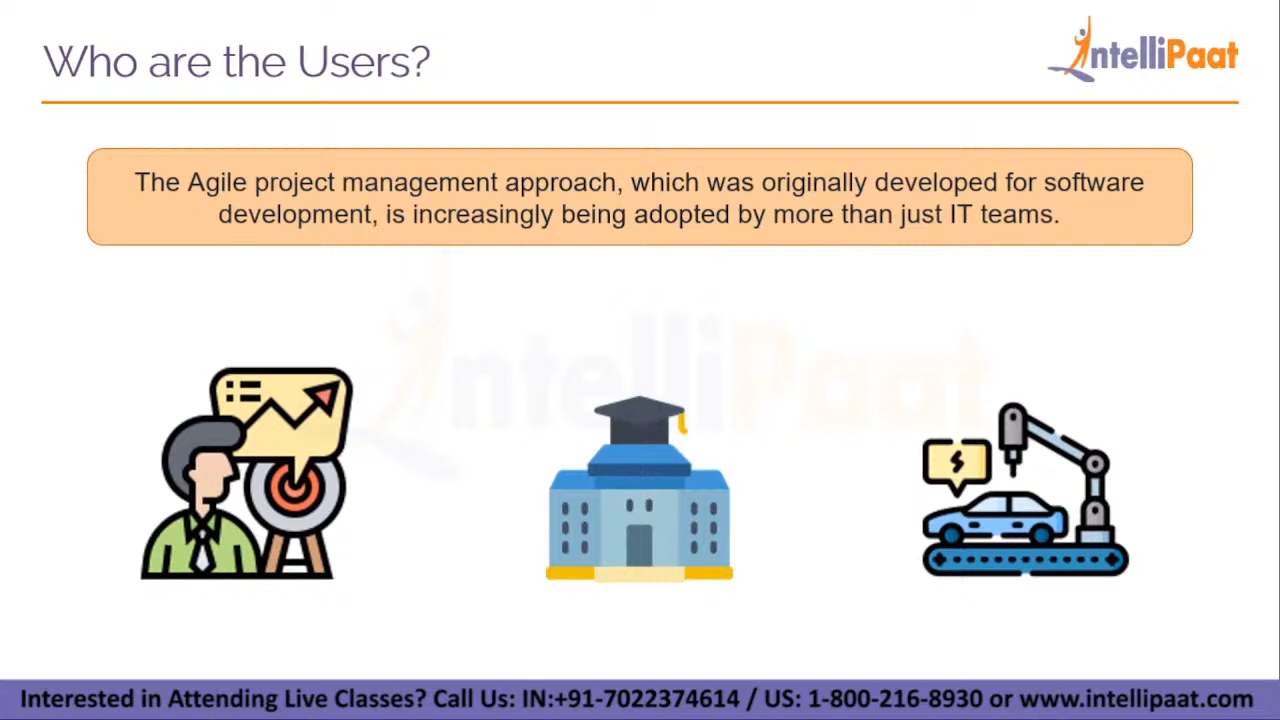 Who are the Users?
IntelliPaat
The Agile project management approach, which was originally developed for software
development, is increasingly being adopted by more than just IT teams.
IntelliPaat
Interested in Attending Live Classes? Call Us: IN:+91-7022374614 / US: 1-800-216-8930 or www.intellipaat.com